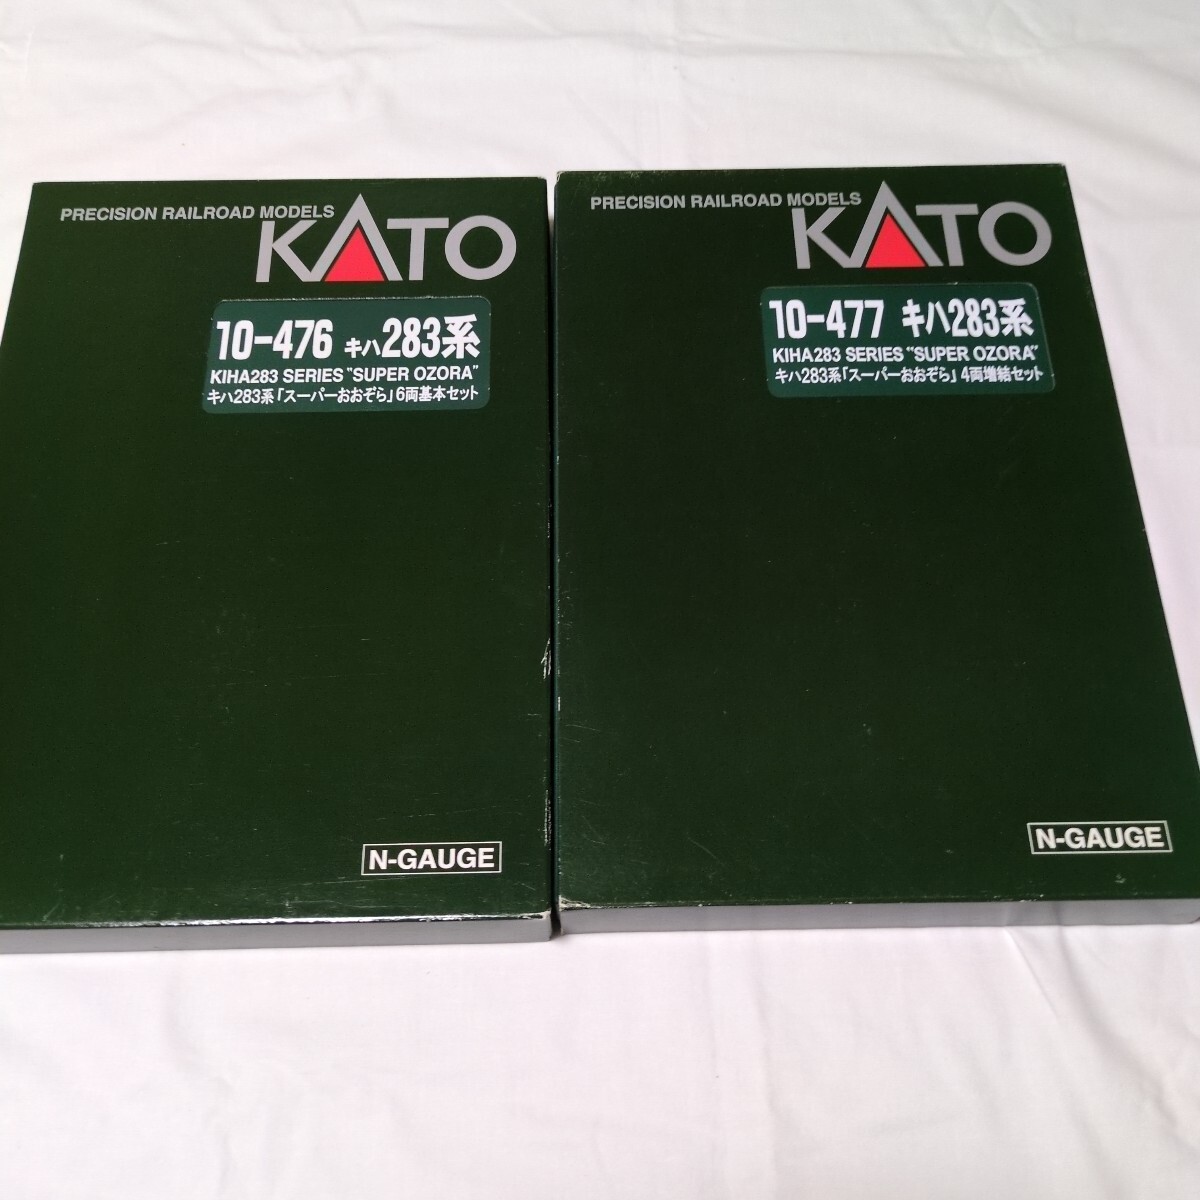 PRECISION RAILROAD MODELS
KATO
10-476 キハ283系
KIHA283 SERIES "SUPER OZORA"
キハ283系「スーパーおおぞら」6両基本セット
N-GAUGE
PRECISION RAILROAD MODELS
KATO
10-477 キハ283系
KIHA283 SERIES "SUPER OZORA"
キハ283系「スーパーおおぞら」4両増結セット
N-GAUGE